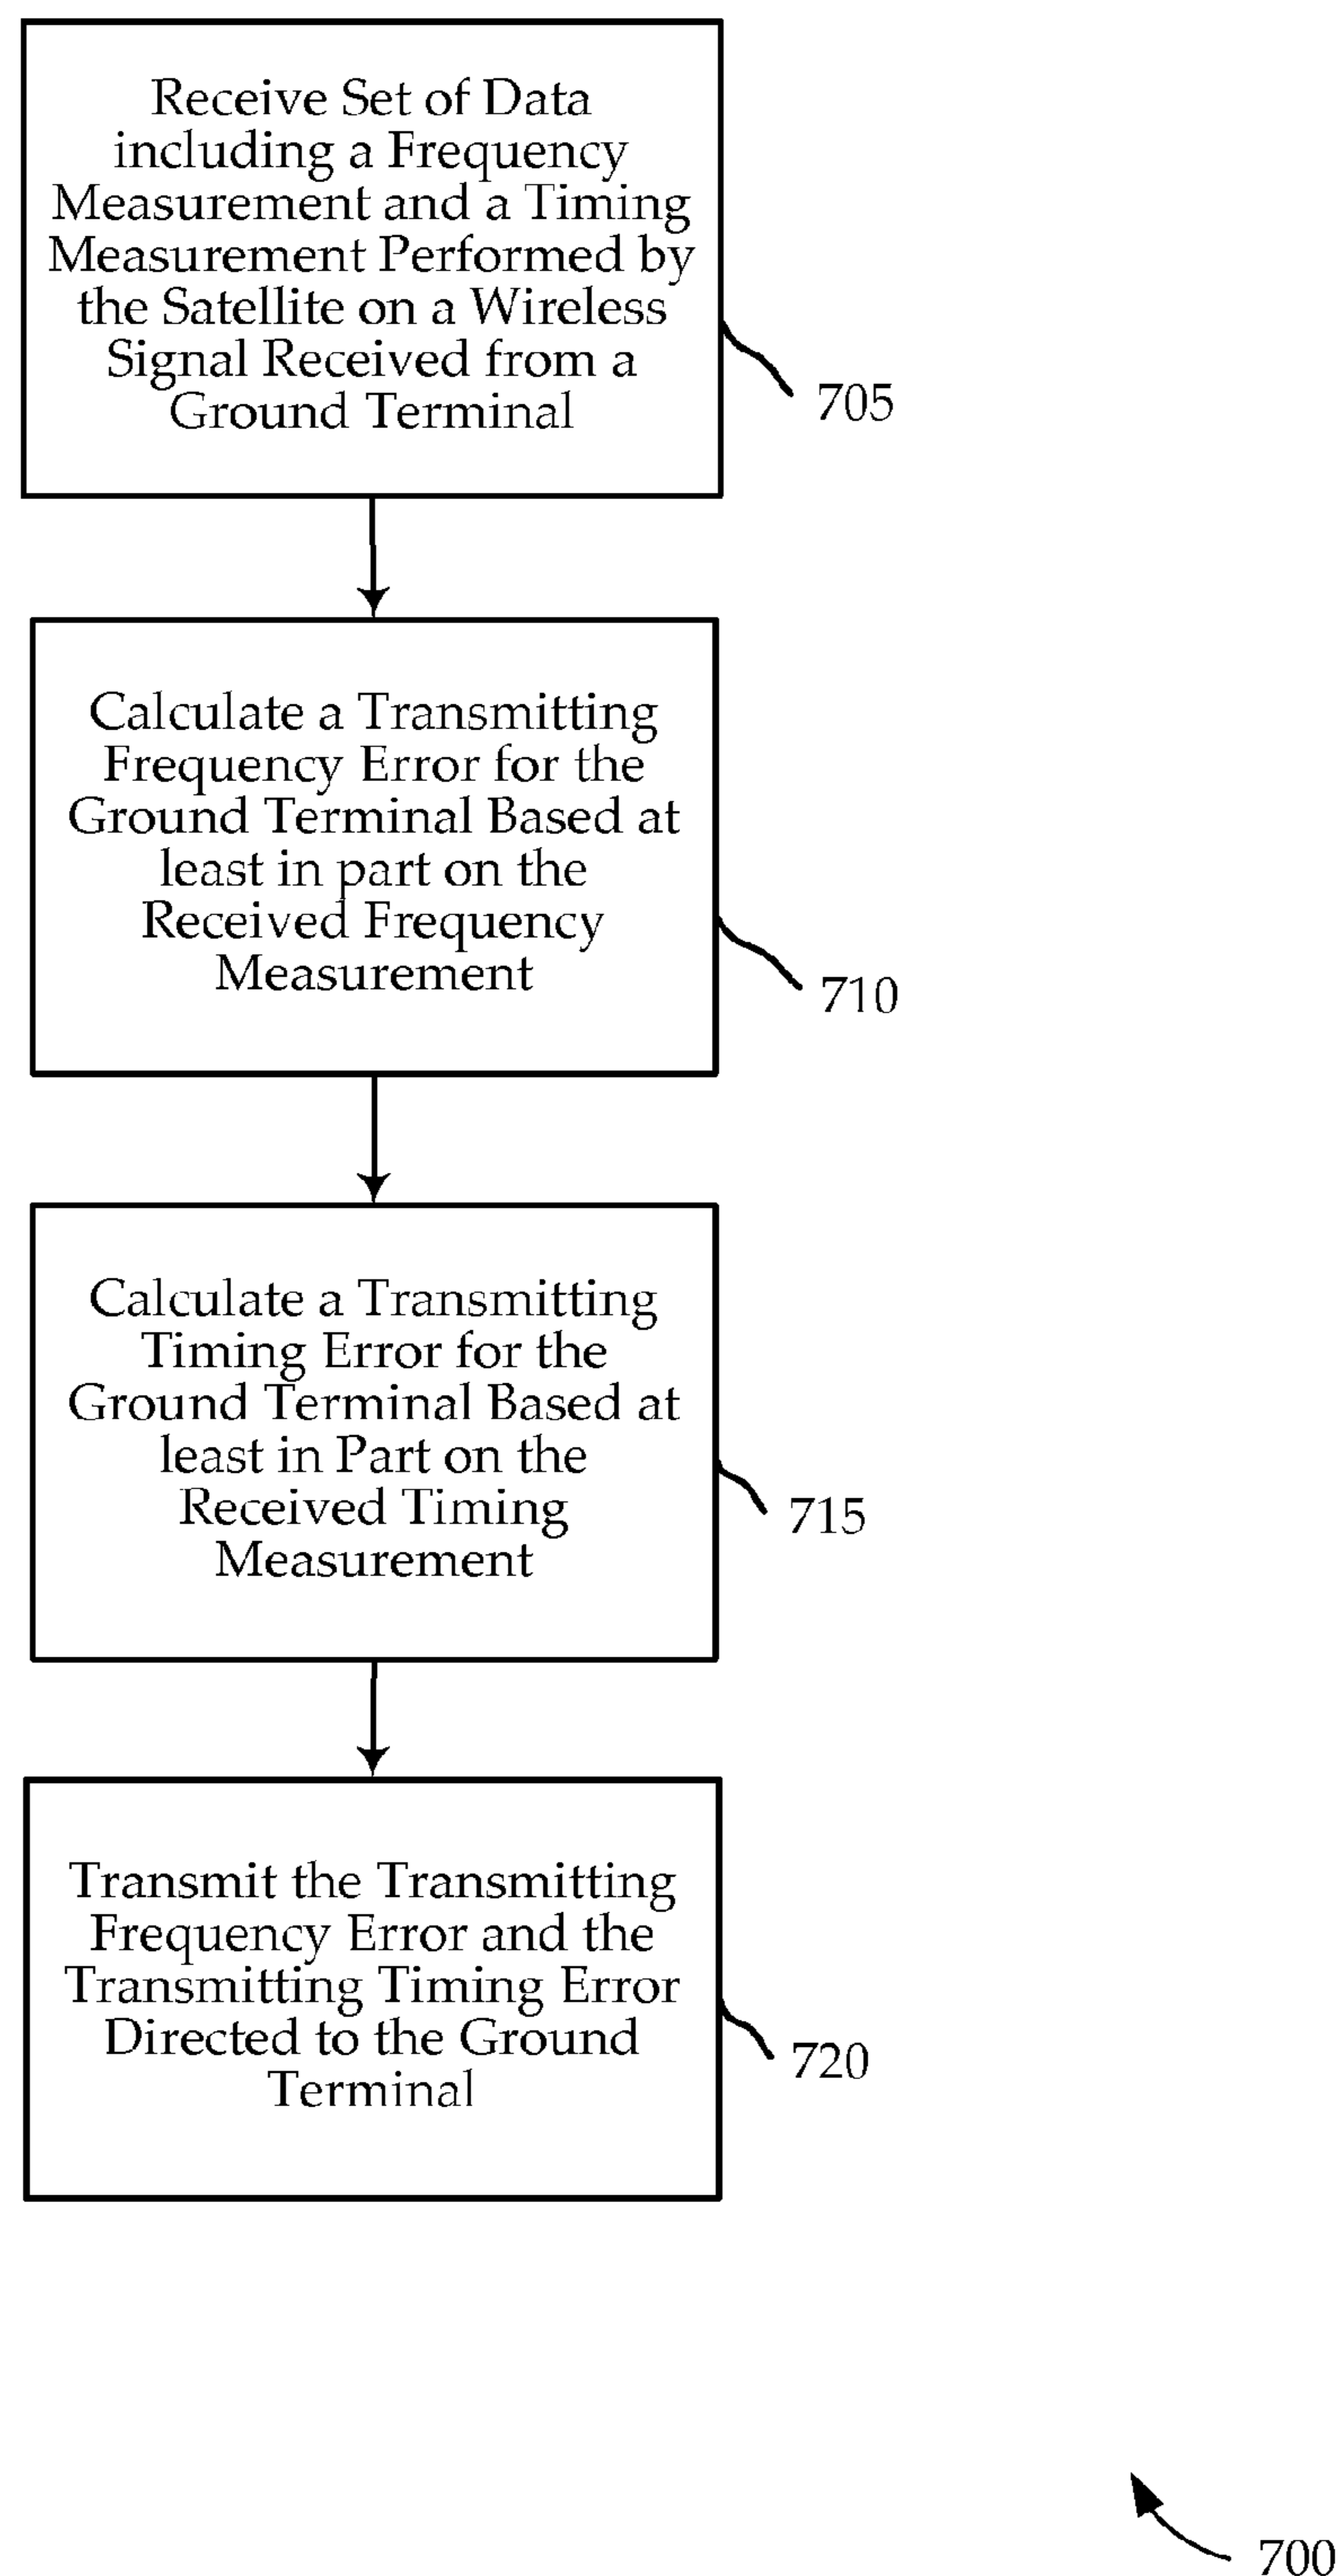 Receive Set of Data
including a Frequency
Measurement and a Timing
Measurement Performed by
the Satellite on a Wireless
Signal Received from a
Ground Terminal
705
Calculate a Transmitting
Frequency Error for the
Ground Terminal Based at
least in part on the
Received Frequency
Measurement
710
Calculate a Transmitting
Timing Error for the
Ground Terminal Based at
least in Part on the
Received Timing
Measurement
715
Transmit the Transmitting
Frequency Error and the
Transmitting Timing Error
Directed to the Ground
Terminal
720
700